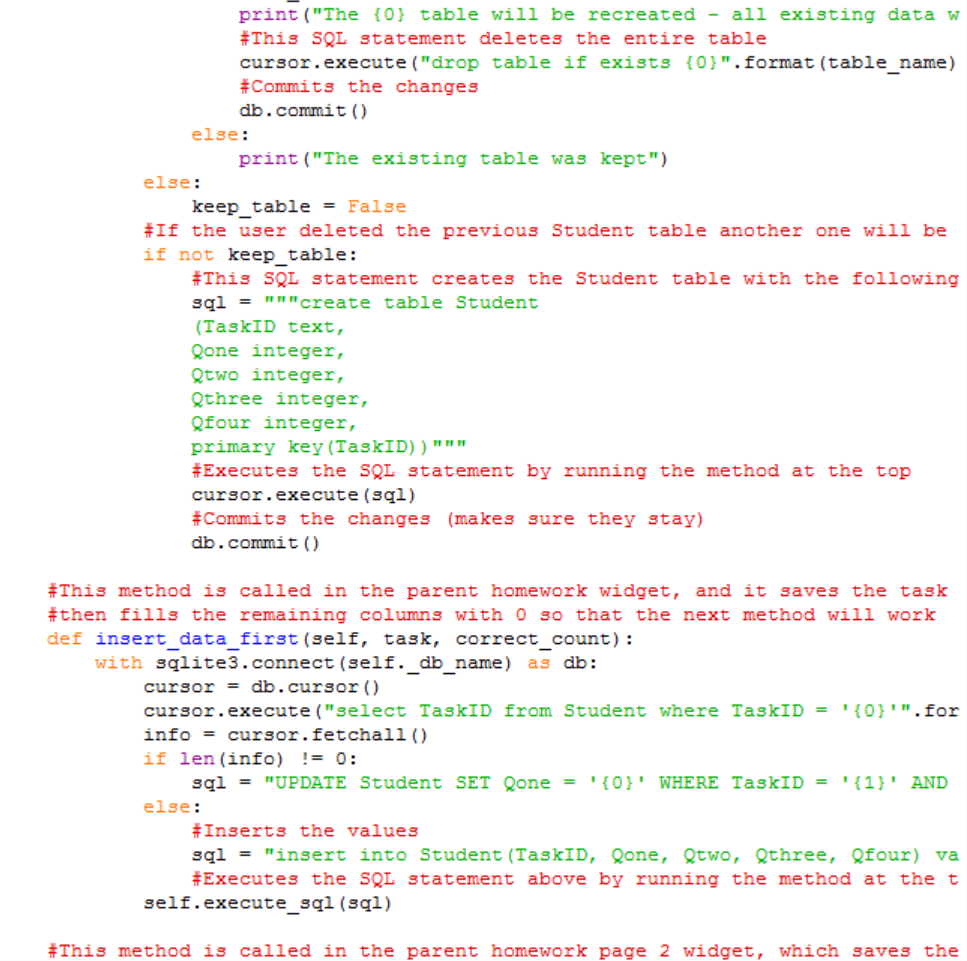 print("The {0} table will be recreated - all existing data w
#This SQL statement deletes the entire table
cursor.execute("drop table if exists {0}".format(table_name)
#Commits the changes
db.commit()
else:
print("The existing table was kept")
else:
keep_table = False
#If the user deleted the previous Student table another one will be
if not keep_table:
#This SQL statement creates the Student table with the following
sql = """create table Student
(TaskID text,
Qone integer,
Qtwo integer,
Qthree integer,
Qfour integer,
primary key(TaskID))"""
#Executes the SQL statement by running the method at the top
cursor.execute(sql)
#Commits the changes (makes sure they stay)
db.commit()
#This method is called in the parent homework widget, and it saves the task
#then fills the remaining columns with 0 so that the next method will work
def insert_data_first(self, task, correct_count):
with sqlite3.connect(self._db_name) as db:
cursor = db.cursor()
cursor.execute("select TaskID from Student where TaskID = '{0}'".for
info = cursor.fetchall()
if len(info) != 0:
sql = "UPDATE Student SET Qone = '{0}' WHERE TaskID = '{1}' AND
else:
#Inserts the values
sql = "insert into Student(TaskID, Qone, Qtwo, Qthree, Qfour) va
#Executes the SQL statement above by running the method at the t
self.execute_sql(sql)
#This method is called in the parent homework page 2 widget, which saves the